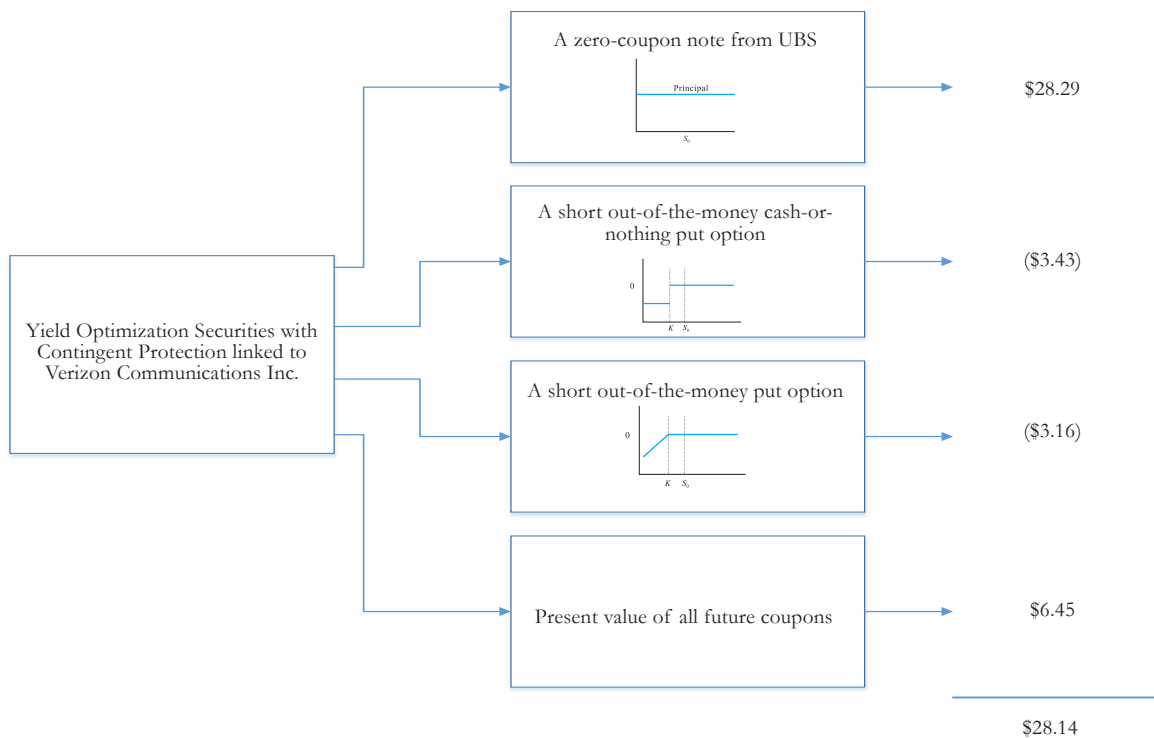 A zero-coupon note from UBS
Principal
S₀
$28.29
A short out-of-the-money cash-or-
nothing put option
0
K S₀
($3.43)
Yield Optimization Securities with
Contingent Protection linked to
Verizon Communications Inc.
A short out-of-the-money put option
0
K S₀
($3.16)
Present value of all future coupons
$6.45
$28.14